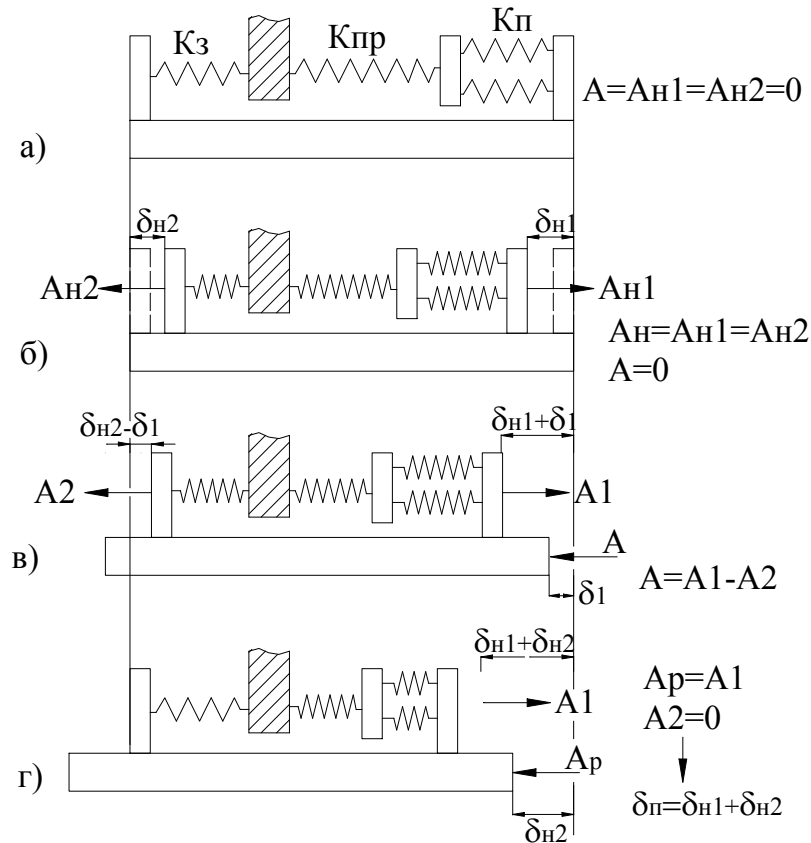 Кз Кпр Кп
А=Ан1=Ан2=0
а)
δн2 δн1
Ан2 Ан1
Ан=Ан1=Ан2
А=0
б)
δн2-δ1 δн1+δ1
А2 А1
А
в)
А=А1-А2
δ1
δн1+δн2
Ар=А1
А1
А2=0
Ар
г)
δп=δн1+δн2
δн2